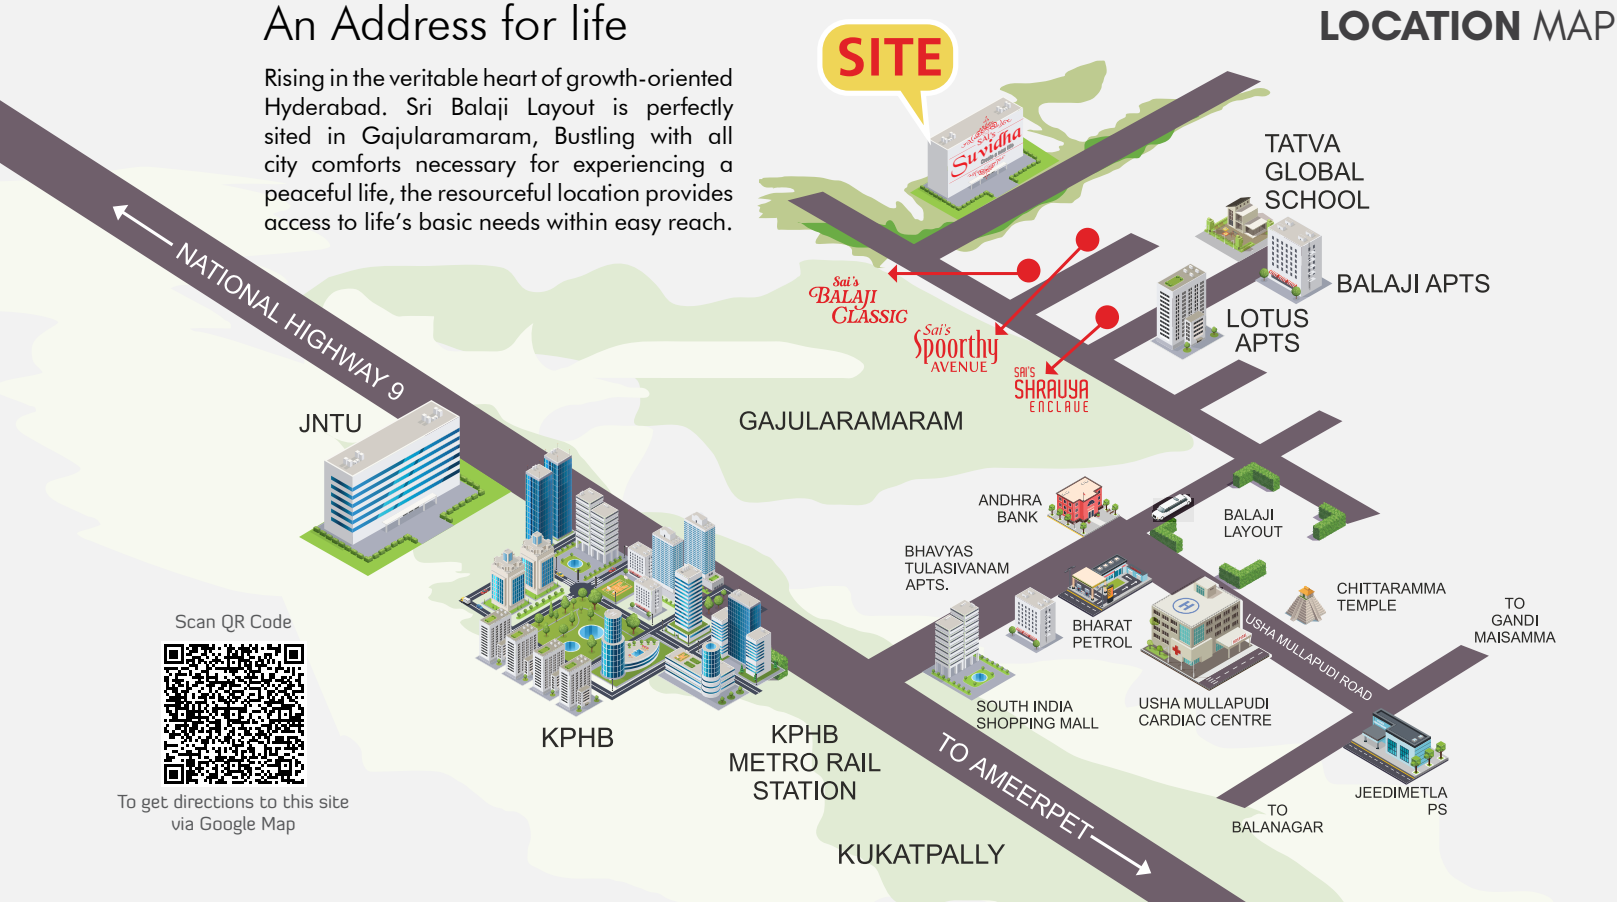 An Address for life
Rising in the veritable heart of growth-oriented
Hyderabad. Sri Balaji Layout is perfectly
sited in Gajularamaram, Bustling with all
city comforts necessary for experiencing a
peaceful life, the resourceful location provides
access to life's basic needs within easy reach.
LOCATION MAP
SITE
SAI'S
Suvidha
TATVA
GLOBAL
SCHOOL
BALAJI APTS
LOTUS
APTS
Sai's
BALAJI
CLASSIC
Sai's
Spoorthy
AVENUE
SAI'S
SHRAUYA
ENCLAVE
NATIONAL HIGHWAY 9
JNTU
GAJULARAMARAM
ANDHRA
BANK
BALAJI
LAYOUT
BHAVYAS
TULASIVANAM
APTS.
BHARAT
PETROL
CHITTARAMMA
TEMPLE
TO
GANDI
MAISAMMA
H
USHA MULLAPUDI ROAD
SOUTH INDIA
SHOPPING MALL
USHA MULLAPUDI
CARDIAC CENTRE
KPHB
KPHB
METRO RAIL
STATION
TO AMEERPET
KUKATPALLY
JEEDIMETLA
PS
TO
BALANAGAR
Scan QR Code
To get directions to this site
via Google Map